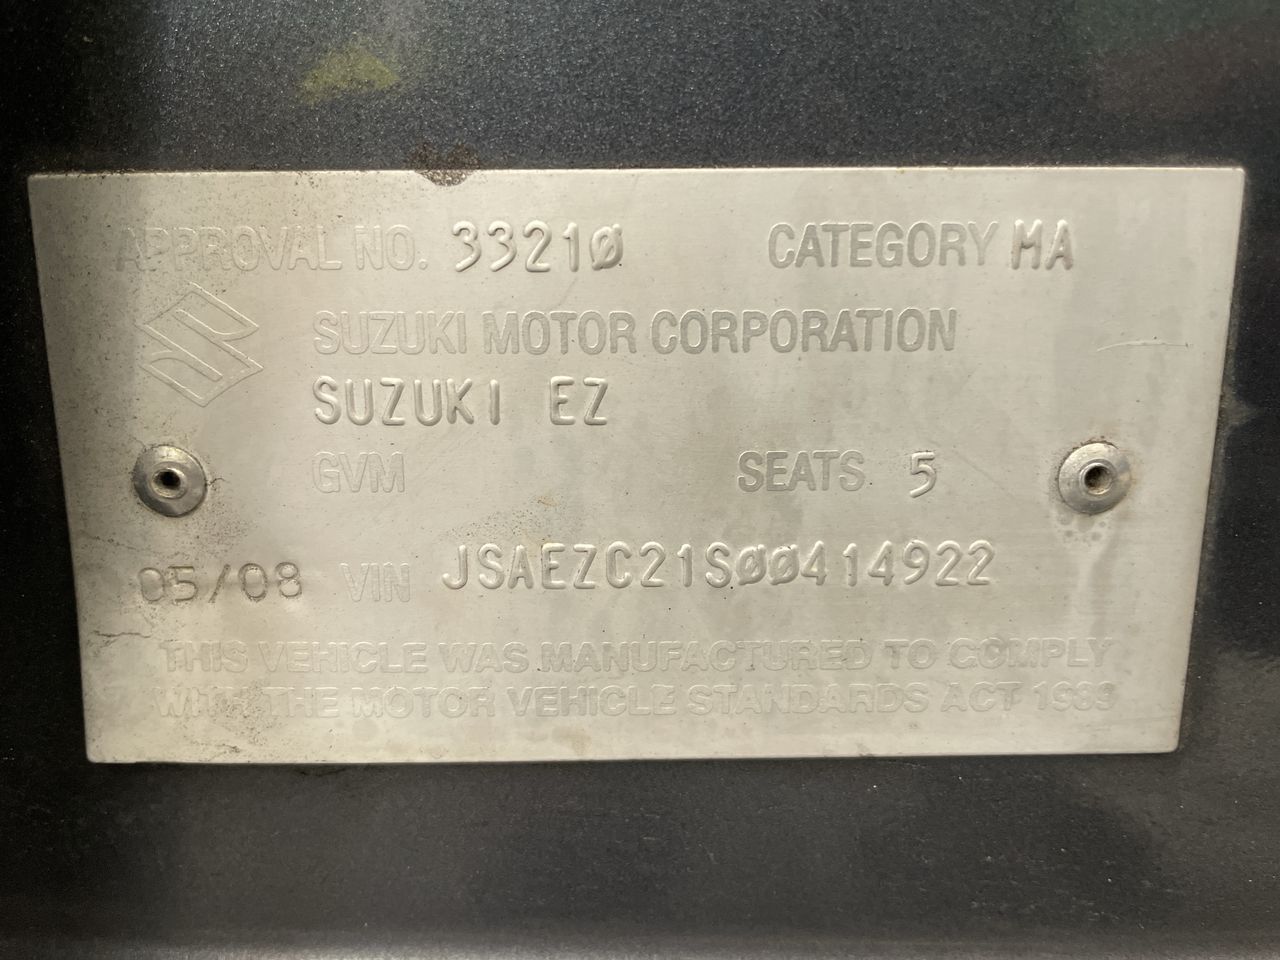 APPROVAL NO. 33210 CATEGORY MA
SUZUKI MOTOR CORPORATION
SUZUKI EZ
GVM SEATS 5
05/08 VIN JSAEZC21S00414922
THIS VEHICLE WAS MANUFACTURED TO COMPLY
WITH THE MOTOR VEHICLE STANDARDS ACT 1989